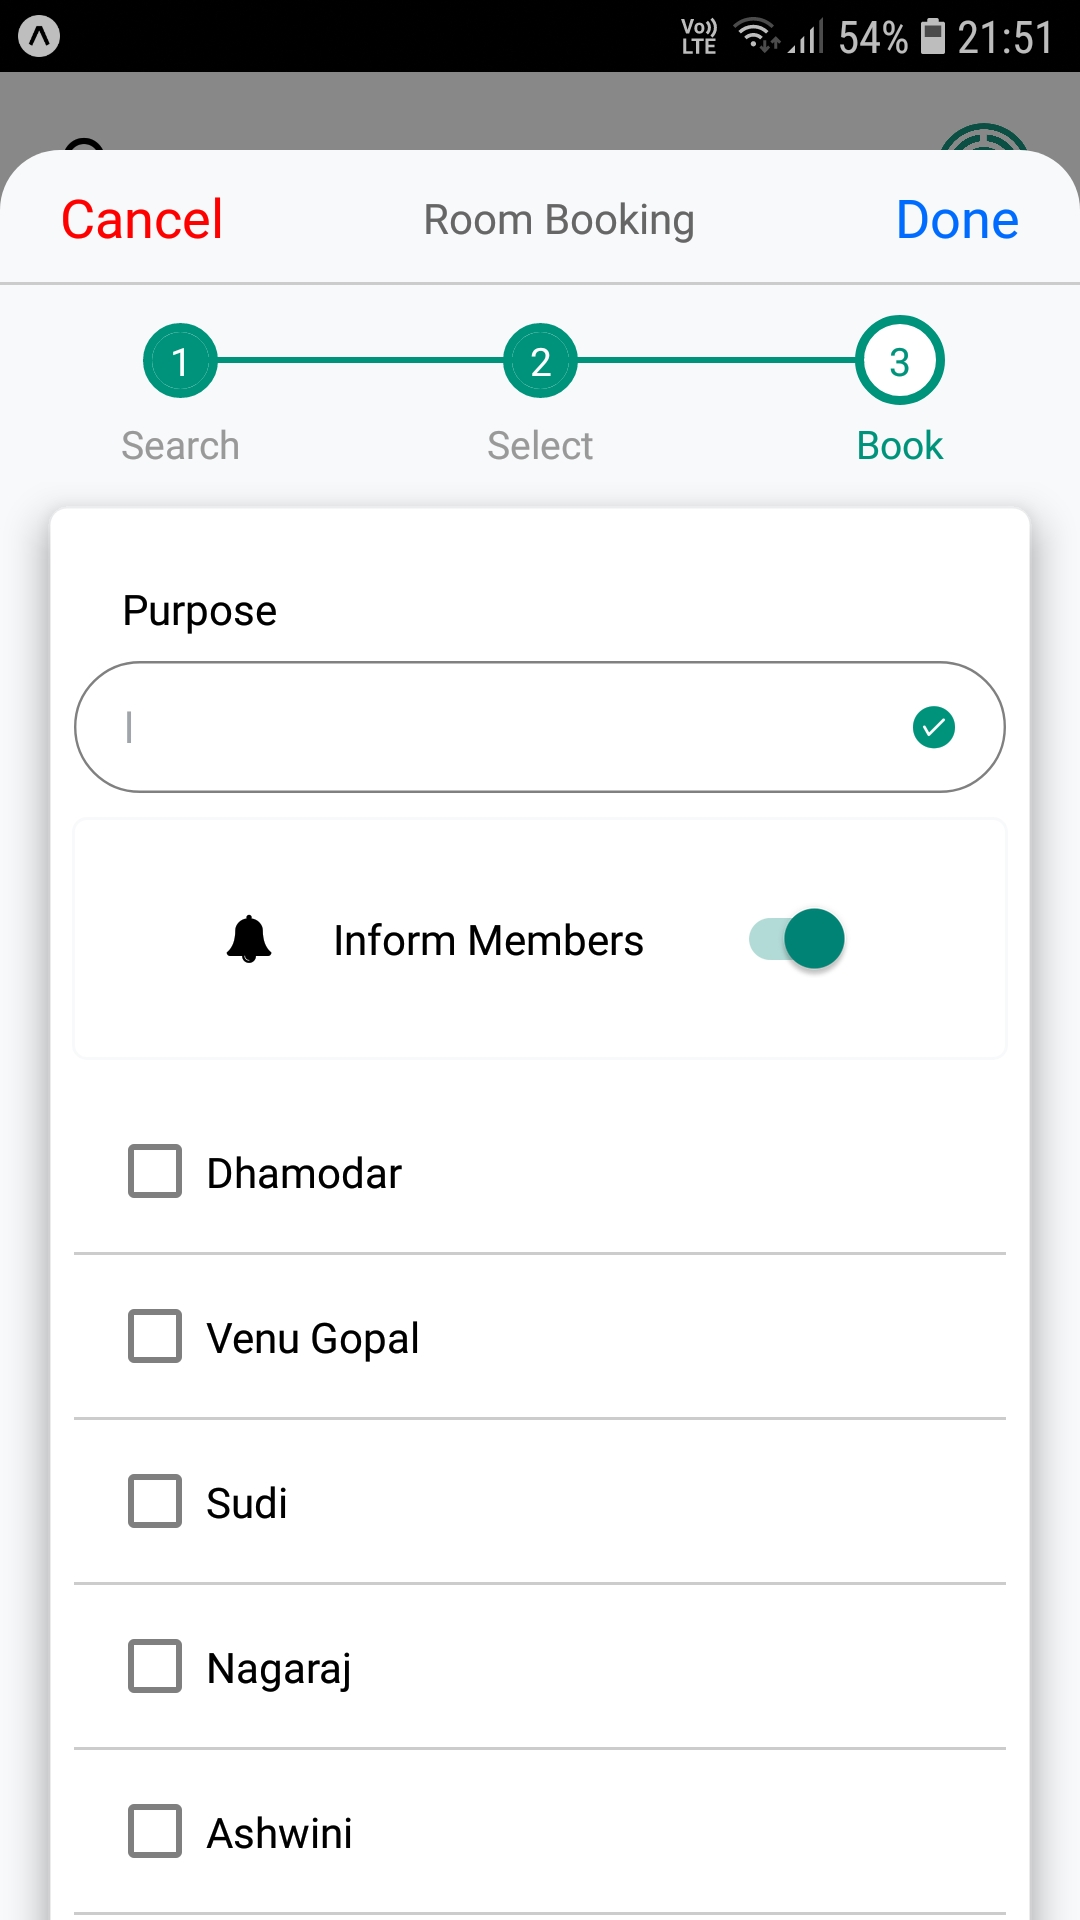 Vo)) LTE 54% 21:51
Cancel Room Booking Done
1 2 3
Search Select Book
Purpose
Inform Members
Dhamodar
Venu Gopal
Sudi
Nagaraj
Ashwini